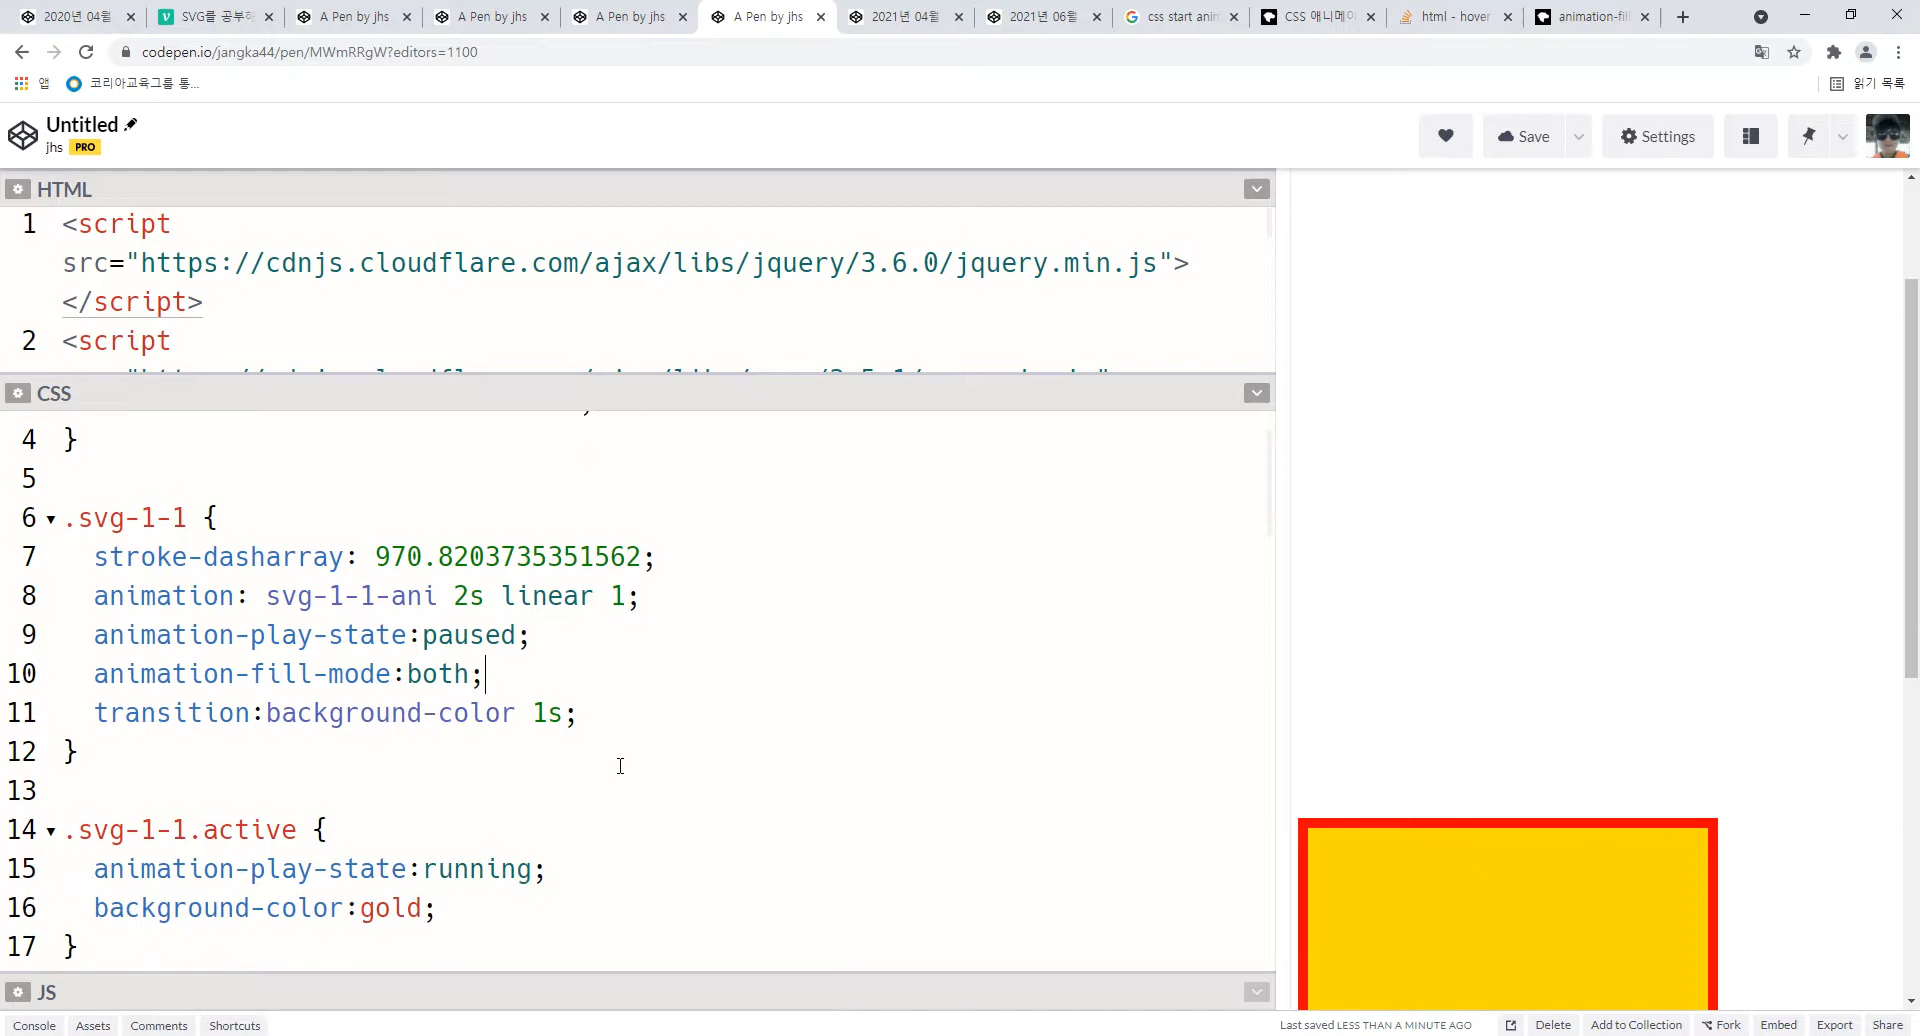 2020년 04월
SVG를 공부하
A Pen by jhs
A Pen by jhs
A Pen by jhs
A Pen by jhs
2021년 04월
2021년 06월
css start anim
CSS 애니메이
html - hover
animation-fill
codepen.io/jangka44/pen/MWmRRgW?editors=1100
앱
코리아교육그룹 통...
읽기 목록
Untitled
jhs PRO
Save
Settings
HTML
1 <script
src="https://cdnjs.cloudflare.com/ajax/libs/jquery/3.6.0/jquery.min.js">
</script>
2 <script
CSS
4 }
5
6 .svg-1-1 {
7 stroke-dasharray: 970.8203735351562;
8 animation: svg-1-1-ani 2s linear 1;
9 animation-play-state:paused;
10 animation-fill-mode:both;
11 transition:background-color 1s;
12 }
13
14 .svg-1-1.active {
15 animation-play-state:running;
16 background-color:gold;
17 }
JS
Console
Assets
Comments
Shortcuts
Last saved LESS THAN A MINUTE AGO
Delete
Add to Collection
Fork
Embed
Export
Share